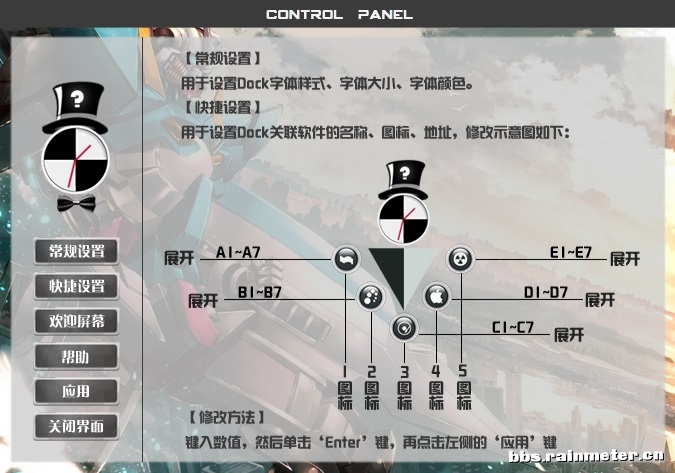 CONTROL PANEL
【常规设置】
用于设置Dock字体样式、字体大小、字体颜色。
【快捷设置】
用于设置Dock关联软件的名称、图标、地址，修改示意图如下：
?
?
常规设置
快捷设置
欢迎屏幕
帮助
应用
关闭界面
展开 A1~A7
E1~E7 展开
展开 B1~B7
D1~D7 展开
C1~C7 展开
1 2 3 4 5
图标 图标 图标 图标 图标
【修改方法】
键入数值，然后单击‘Enter’键，再点击左侧的‘应用’键
bbs.rainmeter.cn